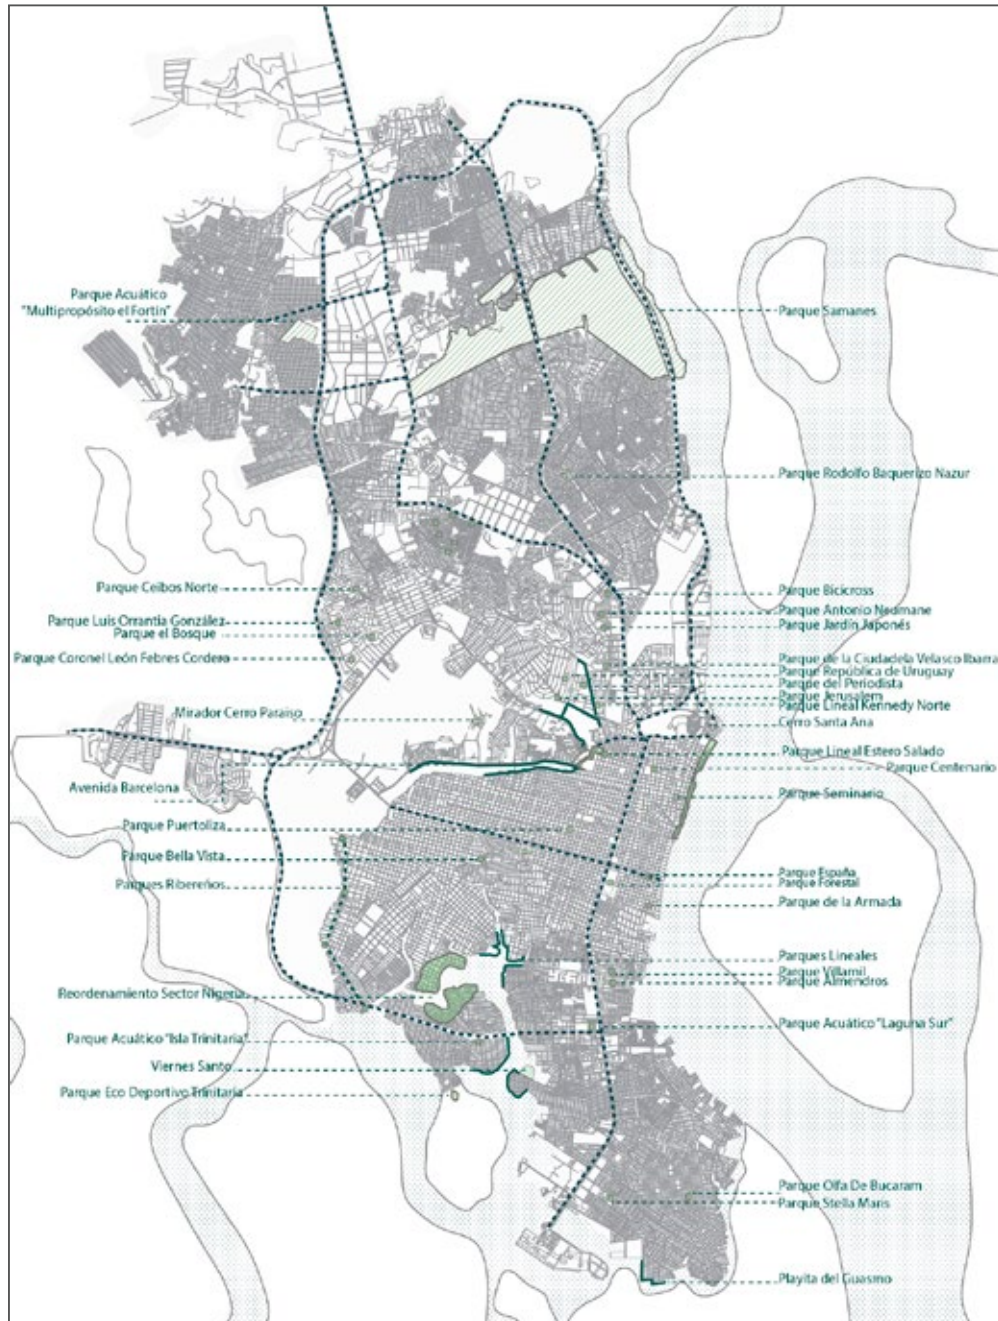 Parque Acuático
"Multipropósito el Fortín"
Parque Samanes
Parque Rodolfo Baquerizo Nazur
Parque Ceibos Norte
Parque Luis Orrantia González
Parque el Bosque
Parque Coronel León Febres Cordero
Mirador Cerro Paraiso
Avenida Barcelona
Parque Puertoliza
Parque Bella Vista
Parques Ribereños
Reordenamiento Sector Nigeria
Parque Acuático "Isla Trinitaria"
Viernes Santo
Parque Eco Deportivo Trinitaria
Parque Bicicross
Parque Antonio Neumane
Parque Jardín Japonés
Parque de la Ciudadela Velasco Ibarra
Parque República de Uruguay
Parque del Periodista
Parque Jerusalem
Parque Lineal Kennedy Norte
Cerro Santa Ana
Parque Lineal Estero Salado
Parque Centenario
Parque Seminario
Parque España
Parque Forestal
Parque de la Armada
Parques Lineales
Parque Villamil
Parque Almendros
Parque Acuático "Laguna Sur"
Parque Olfa De Bucaram
Parque Stella Maris
Playita del Guasmo